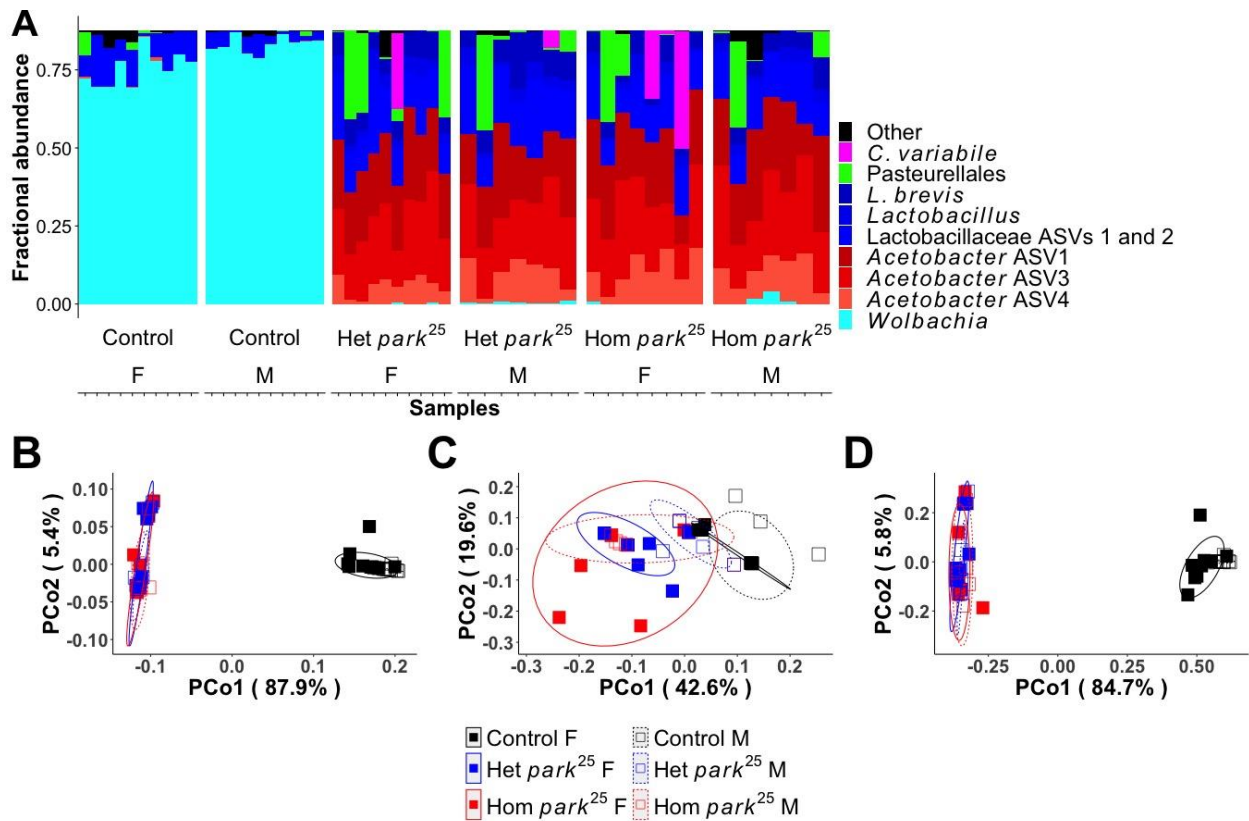 A
Fractional abundance
0.75
0.50
0.25
0.00
Control
Control
Het park²⁵
Het park²⁵
Hom park²⁵
Hom park²⁵
F
M
F
M
F
M
Samples
Other
C. variabile
Pasteurellales
L. brevis
Lactobacillus
Lactobacillaceae ASVs 1 and 2
Acetobacter ASV1
Acetobacter ASV3
Acetobacter ASV4
Wolbachia
B
PCo2 ( 5.4% )
0.10
0.05
0.00
-0.05
-0.10
-0.1
0.0
0.1
0.2
PCo1 ( 87.9% )
C
PCo2 ( 19.6% )
0.2
0.1
0.0
-0.1
-0.2
-0.3
-0.3
-0.2
-0.1
0.0
0.1
0.2
PCo1 ( 42.6% )
D
PCo2 ( 5.8% )
0.2
0.0
-0.2
-0.25
0.00
0.25
0.50
PCo1 ( 84.7% )
Control F
Control M
Het park²⁵ F
Het park²⁵ M
Hom park²⁵ F
Hom park²⁵ M